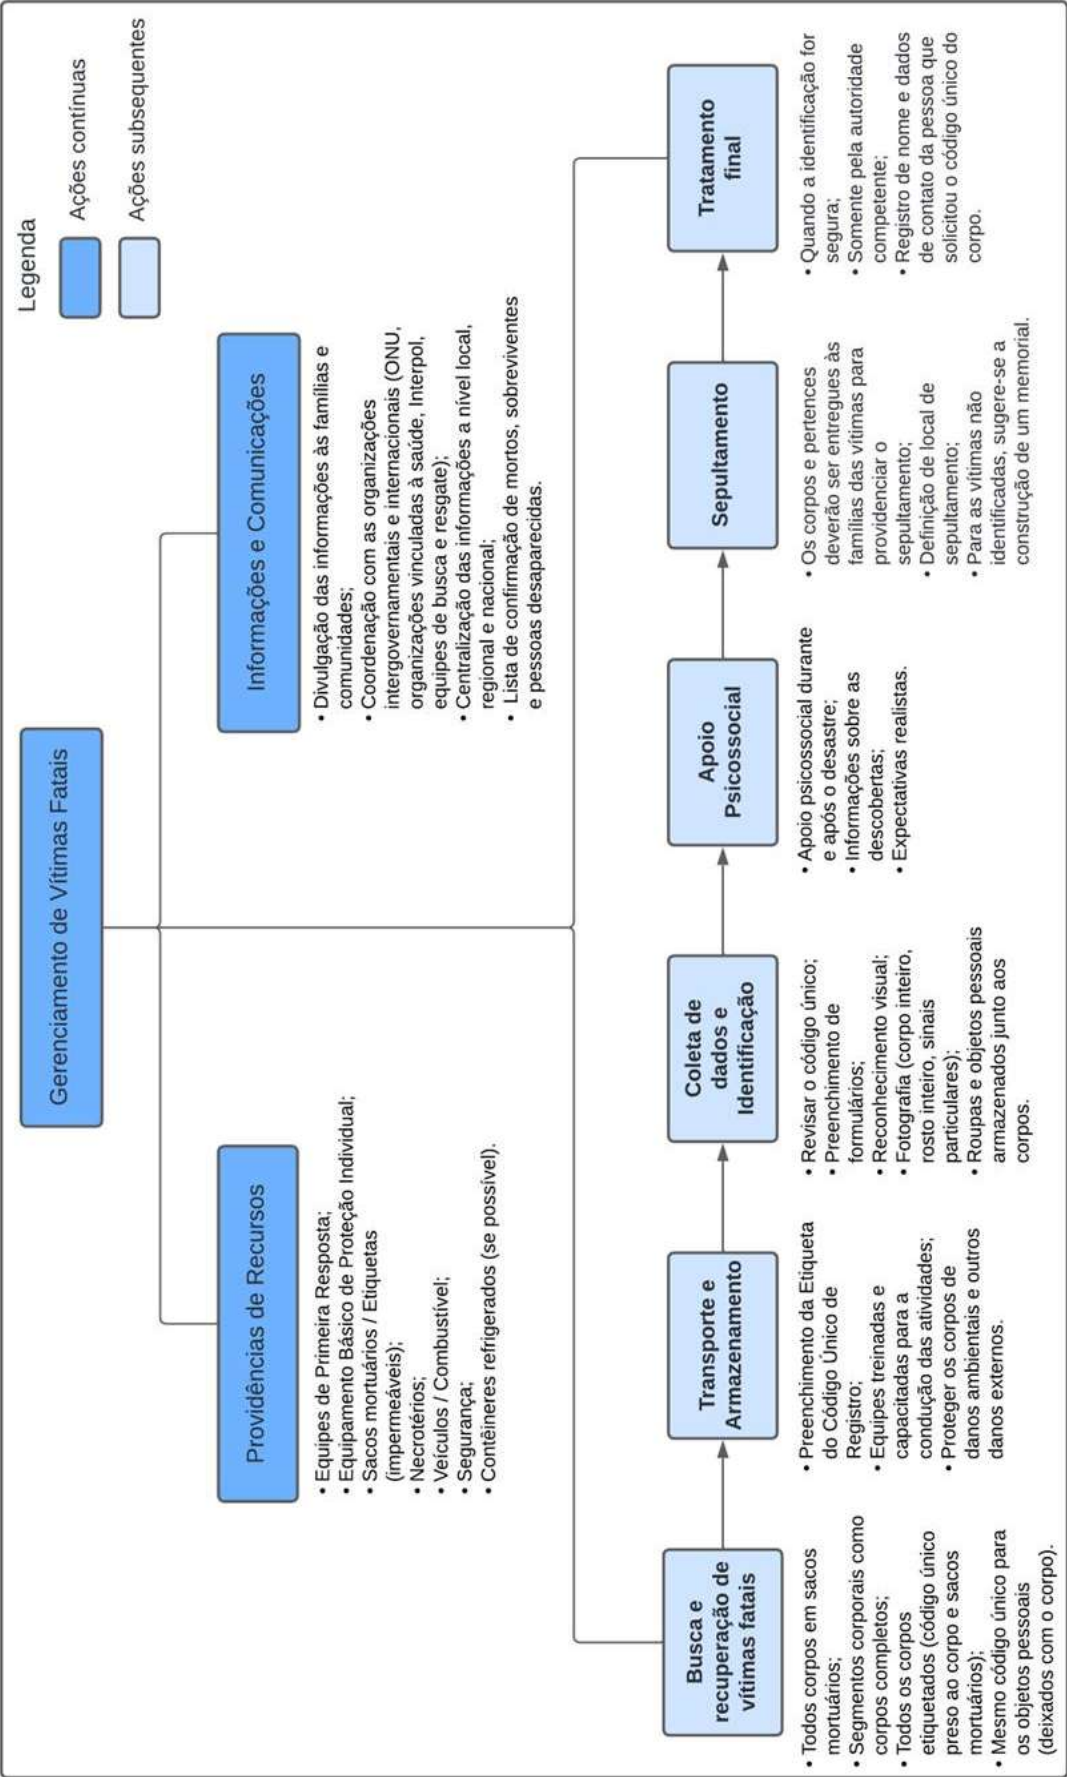 Gerenciamento de Vítimas Fatais
Legenda
Ações contínuas
Ações subsequentes
Providências de Recursos
• Equipes de Primeira Resposta;
• Equipamento Básico de Proteção Individual;
• Sacos mortuários / Etiquetas
(impermeáveis);
• Necrotérios;
• Veículos / Combustível;
• Segurança;
• Contêineres refrigerados (se possível).
Informações e Comunicações
• Divulgação das informações às famílias e
comunidades;
• Coordenação com as organizações
intergovernamentais e internacionais (ONU,
organizações vinculadas à saúde, Interpol,
equipes de busca e resgate);
• Centralização das informações a nível local,
regional e nacional;
• Lista de confirmação de mortos, sobreviventes
e pessoas desaparecidas.
Busca e
recuperação de
vítimas fatais
• Todos corpos em sacos
mortuários;
• Segmentos corporais como
corpos completos;
• Todos os corpos
etiquetados (código único
preso ao corpo e sacos
mortuários);
• Mesmo código único para
os objetos pessoais
(deixados com o corpo).
Transporte e
Armazenamento
• Preenchimento da Etiqueta
do Código Único de
Registro;
• Equipes treinadas e
capacitadas para a
condução das atividades;
• Proteger os corpos de
danos ambientais e outros
danos externos.
Coleta de
dados e
Identificação
• Revisar o código único;
• Preenchimento de
formulários;
• Reconhecimento visual;
• Fotografia (corpo inteiro,
rosto inteiro, sinais
particulares);
• Roupas e objetos pessoais
armazenados junto aos
corpos.
Apoio
Psicossocial
• Apoio psicossocial durante
e após o desastre;
• Informações sobre as
descobertas;
• Expectativas realistas.
Sepultamento
• Os corpos e pertences
deverão ser entregues às
famílias das vítimas para
providenciar o
sepultamento;
• Definição de local de
sepultamento;
• Para as vítimas não
identificadas, sugere-se a
construção de um memorial.
Tratamento
final
• Quando a identificação for
segura;
• Somente pela autoridade
competente;
• Registro de nome e dados
de contato da pessoa que
solicitou o código único do
corpo.